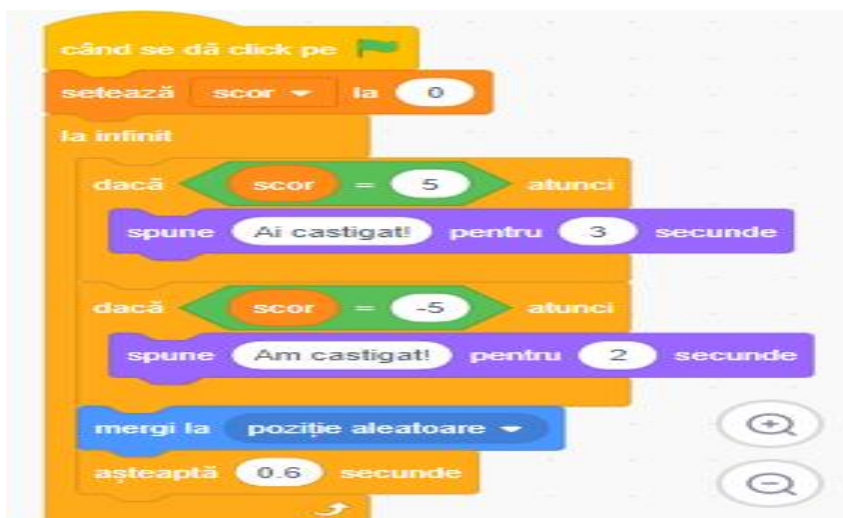 când se dă click pe
setează scor la 0
la infinit
dacă scor = 5 atunci
spune Ai castigat! pentru 3 secunde
dacă scor = -5 atunci
spune Am castigat! pentru 2 secunde
mergi la poziție aleatoare
așteaptă 0.6 secunde